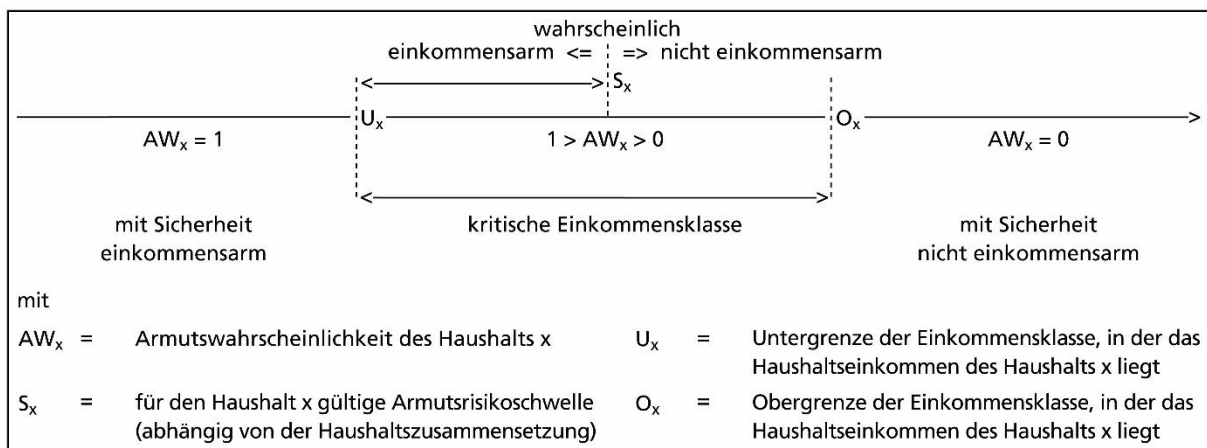 wahrscheinlich
einkommensarm <= => nicht einkommensarm
Sₓ
Uₓ Oₓ
AWₓ = 1 1 > AWₓ > 0 AWₓ = 0
mit Sicherheit kritische Einkommensklasse mit Sicherheit
einkommensarm nicht einkommensarm
mit
AWₓ = Armutswahrscheinlichkeit des Haushalts x Uₓ = Untergrenze der Einkommensklasse, in der das
Haushaltseinkommen des Haushalts x liegt
Sₓ = für den Haushalt x gültige Armutsrisikoschwelle Oₓ = Obergrenze der Einkommensklasse, in der das
(abhängig von der Haushaltszusammensetzung) Haushaltseinkommen des Haushalts x liegt